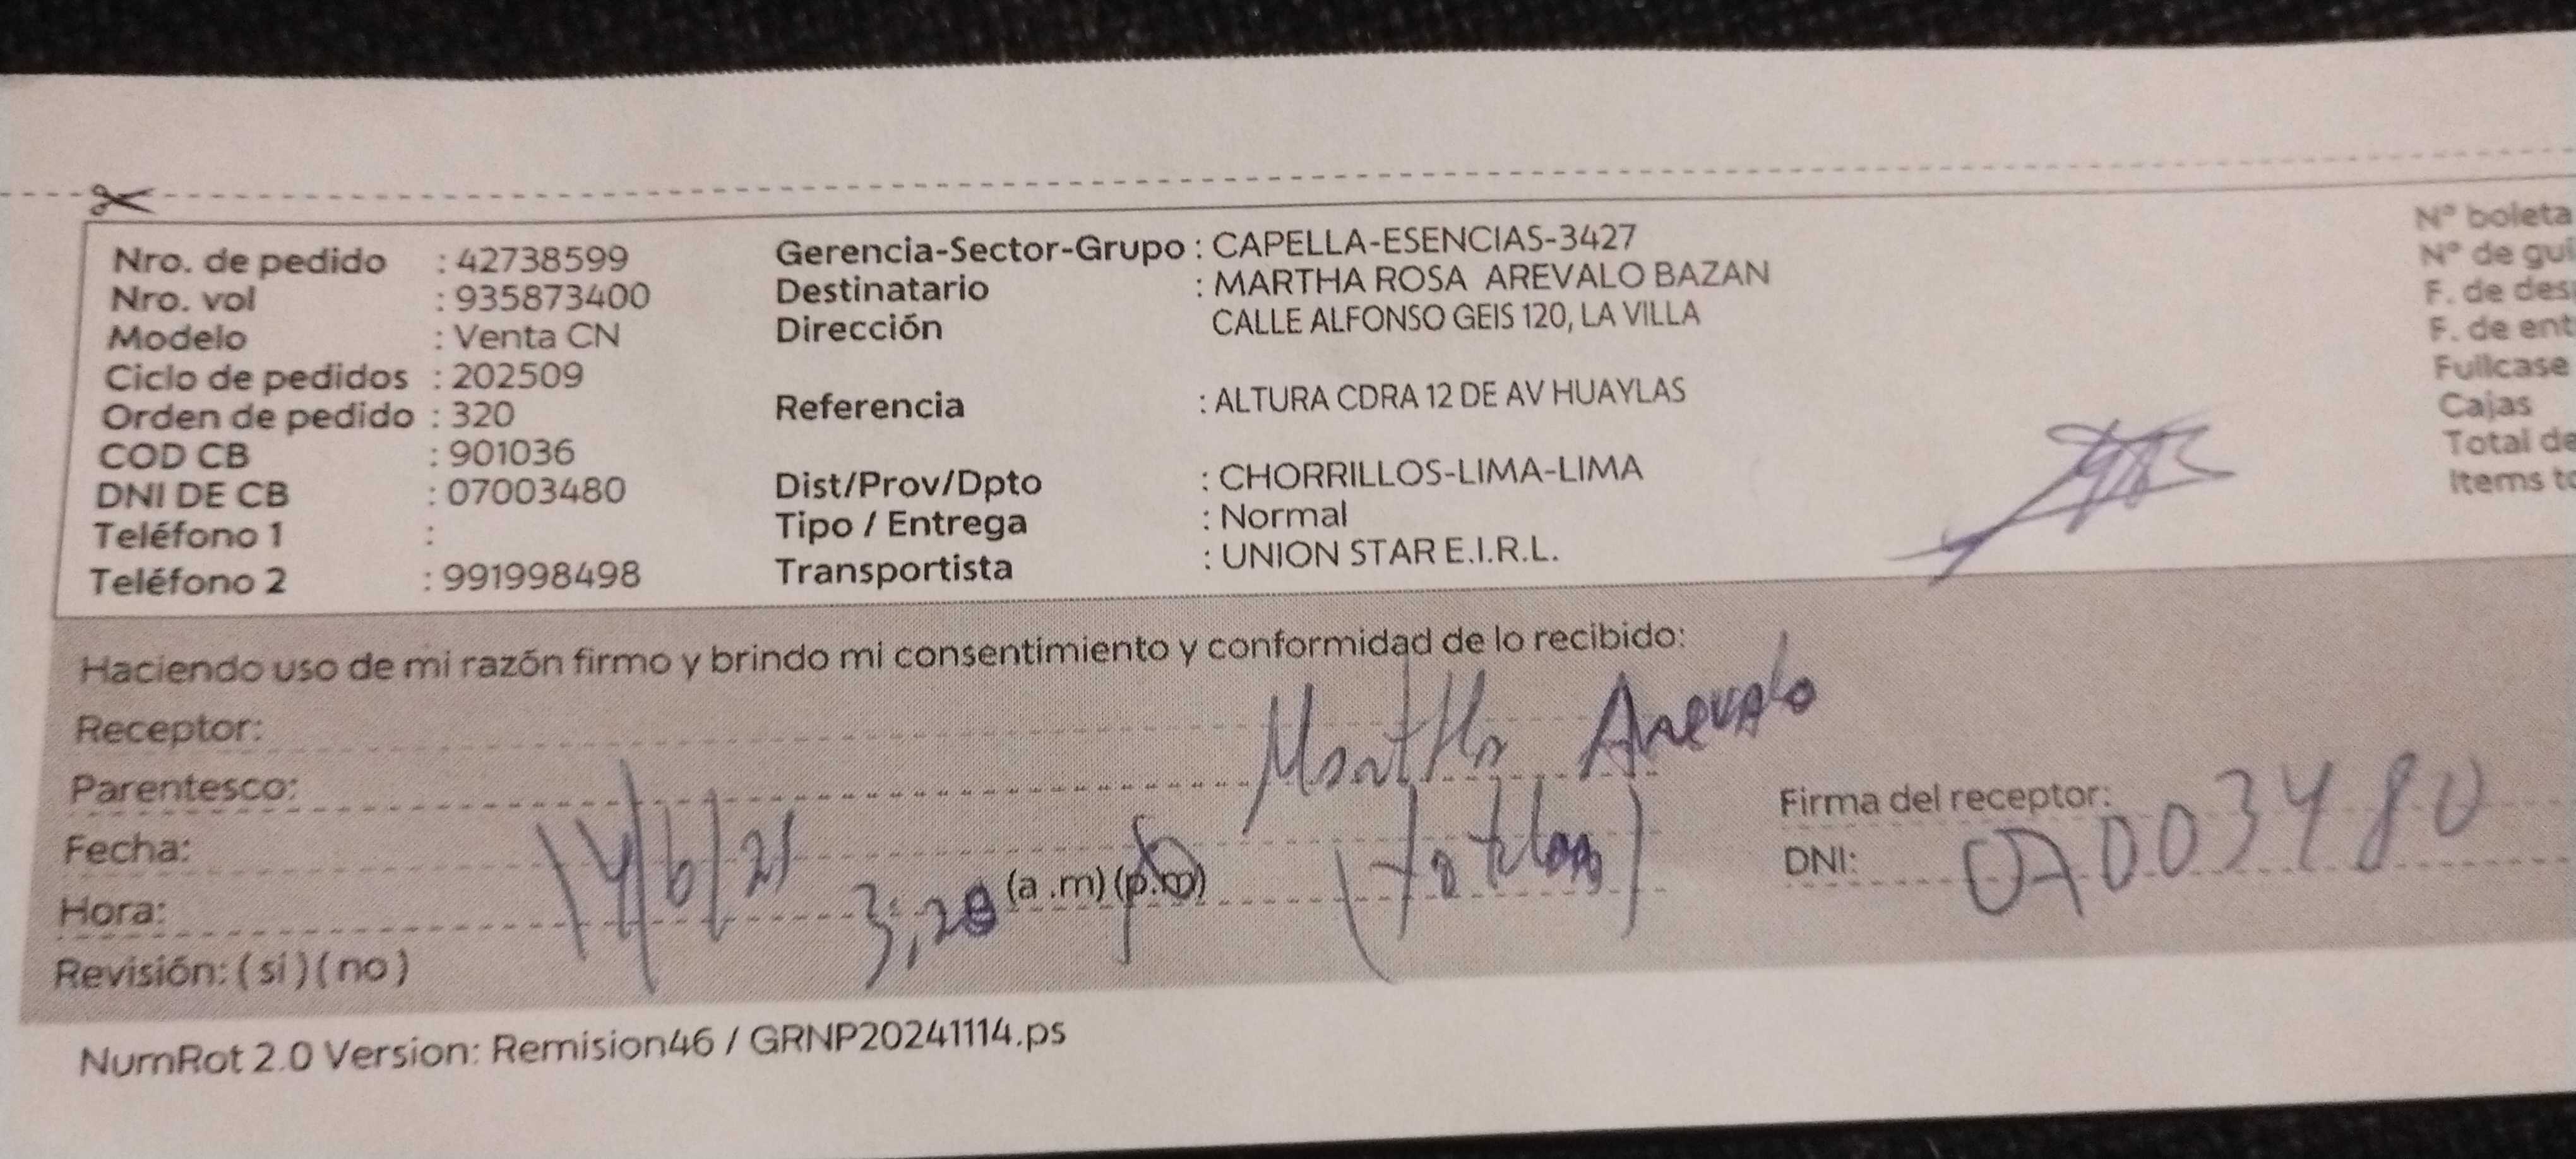 Nro. de pedido : 42738599
Nro. vol : 935873400
Modelo : Venta CN
Ciclo de pedidos : 202509
Orden de pedido : 320
COD CB : 901036
DNI DE CB : 07003480
Teléfono 1 :
Teléfono 2 : 991998498
Gerencia-Sector-Grupo : CAPELLA-ESENCIAS-3427
Destinatario : MARTHA ROSA AREVALO BAZAN
Dirección CALLE ALFONSO GEIS 120, LA VILLA
Referencia : ALTURA CDRA 12 DE AV HUAYLAS
Dist/Prov/Dpto : CHORRILLOS-LIMA-LIMA
Tipo / Entrega : Normal
Transportista : UNION STAR E.I.R.L.
N° boleta
N° de gui
F. de des
F. de ent
Fullcase
Cajas
Total de
Items to
Haciendo uso de mi razón firmo y brindo mi consentimiento y conformidad de lo recibido:
Receptor: Martha Arevalo
Parentesco:
Fecha: 14/6/21
Hora: 3,20 (a .m) (p.m)
Revisión: ( si ) ( no )
Firma del receptor:
DNI: 07003480
NumRot 2.0 Version: Remision46 / GRNP20241114.ps